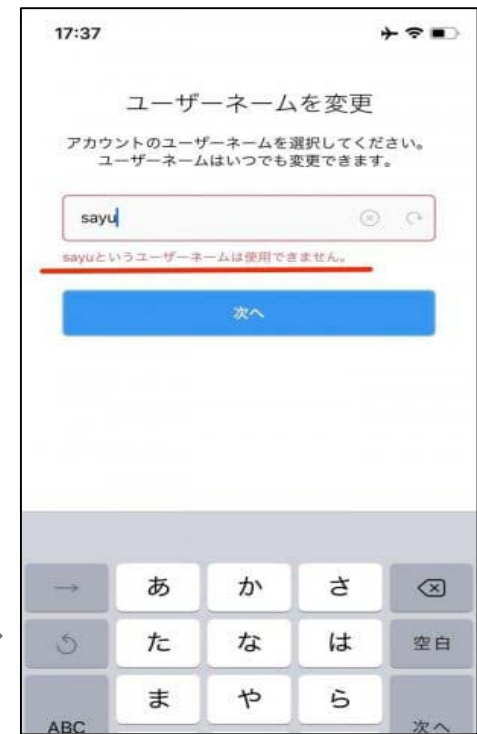 17:37
ユーザーネームを変更
アカウントのユーザーネームを選択してください。
ユーザーネームはいつでも変更できます。
sayu
sayuというユーザーネームは使用できません。
次へ
→ あ か さ
た な は 空白
ま や ら
ABC 次へ